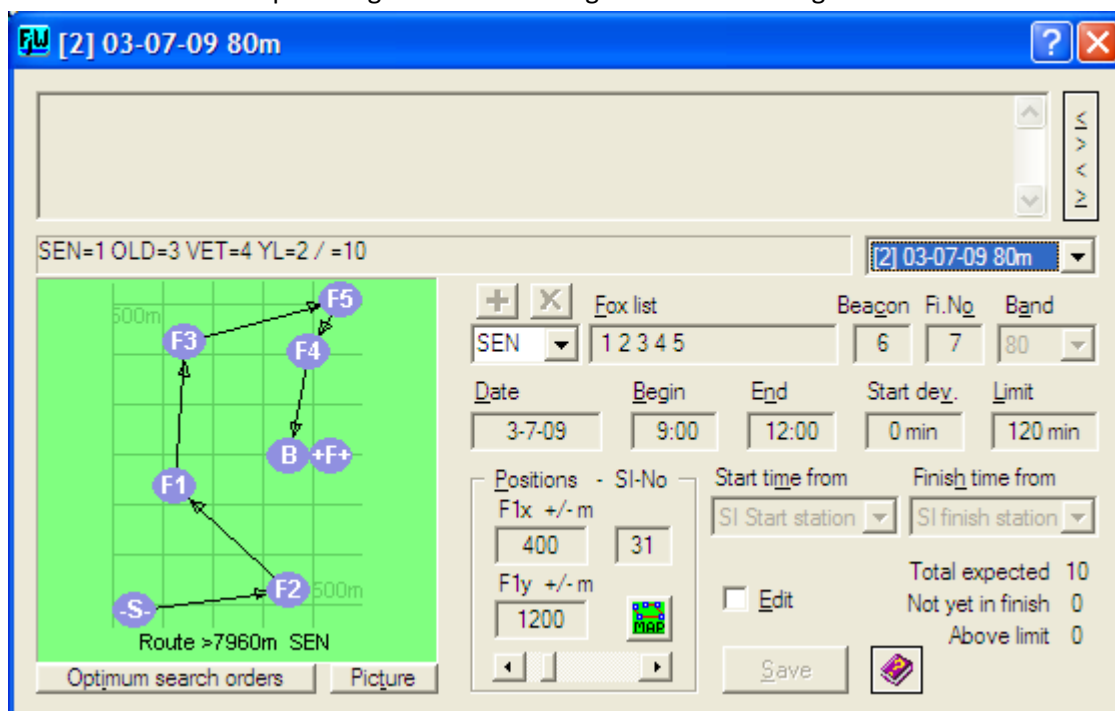 FjW [2] 03-07-09 80m
SEN=1 OLD=3 VET=4 YL=2 / =10
[2] 03-07-09 80m
500m
F5
F3
F4
B +F+
F1
F2 500m
-S-
Route >7960m SEN
Optimum search orders Picture
Fox list Beacon Fi.No Band
SEN 1 2 3 4 5 6 7 80
Date Begin End Start dev. Limit
3-7-09 9:00 12:00 0 min 120 min
Positions - SI-No Start time from Finish time from
F1x +/- m SI Start station SI finish station
400 31
F1y +/- m
1200 MAP
Edit
Total expected 10
Not yet in finish 0
Above limit 0
Save